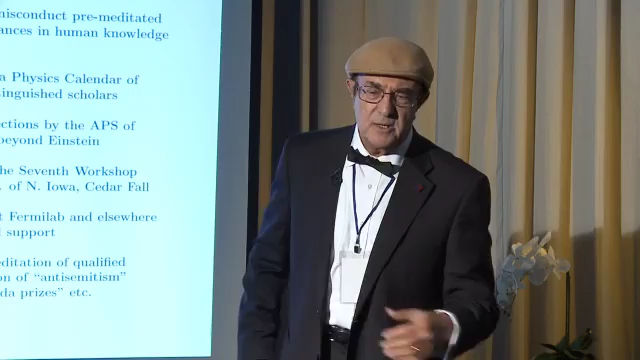 misconduct pre-meditated
ances in human knowledge
a Physics Calendar of
inguished scholars
ctions by the APS of
beyond Einstein
he Seventh Workshop
. of N. Iowa, Cedar Fall
t Fermilab and elsewhere
l support
editation of qualified
on of “antisemitism”
da prizes” etc.